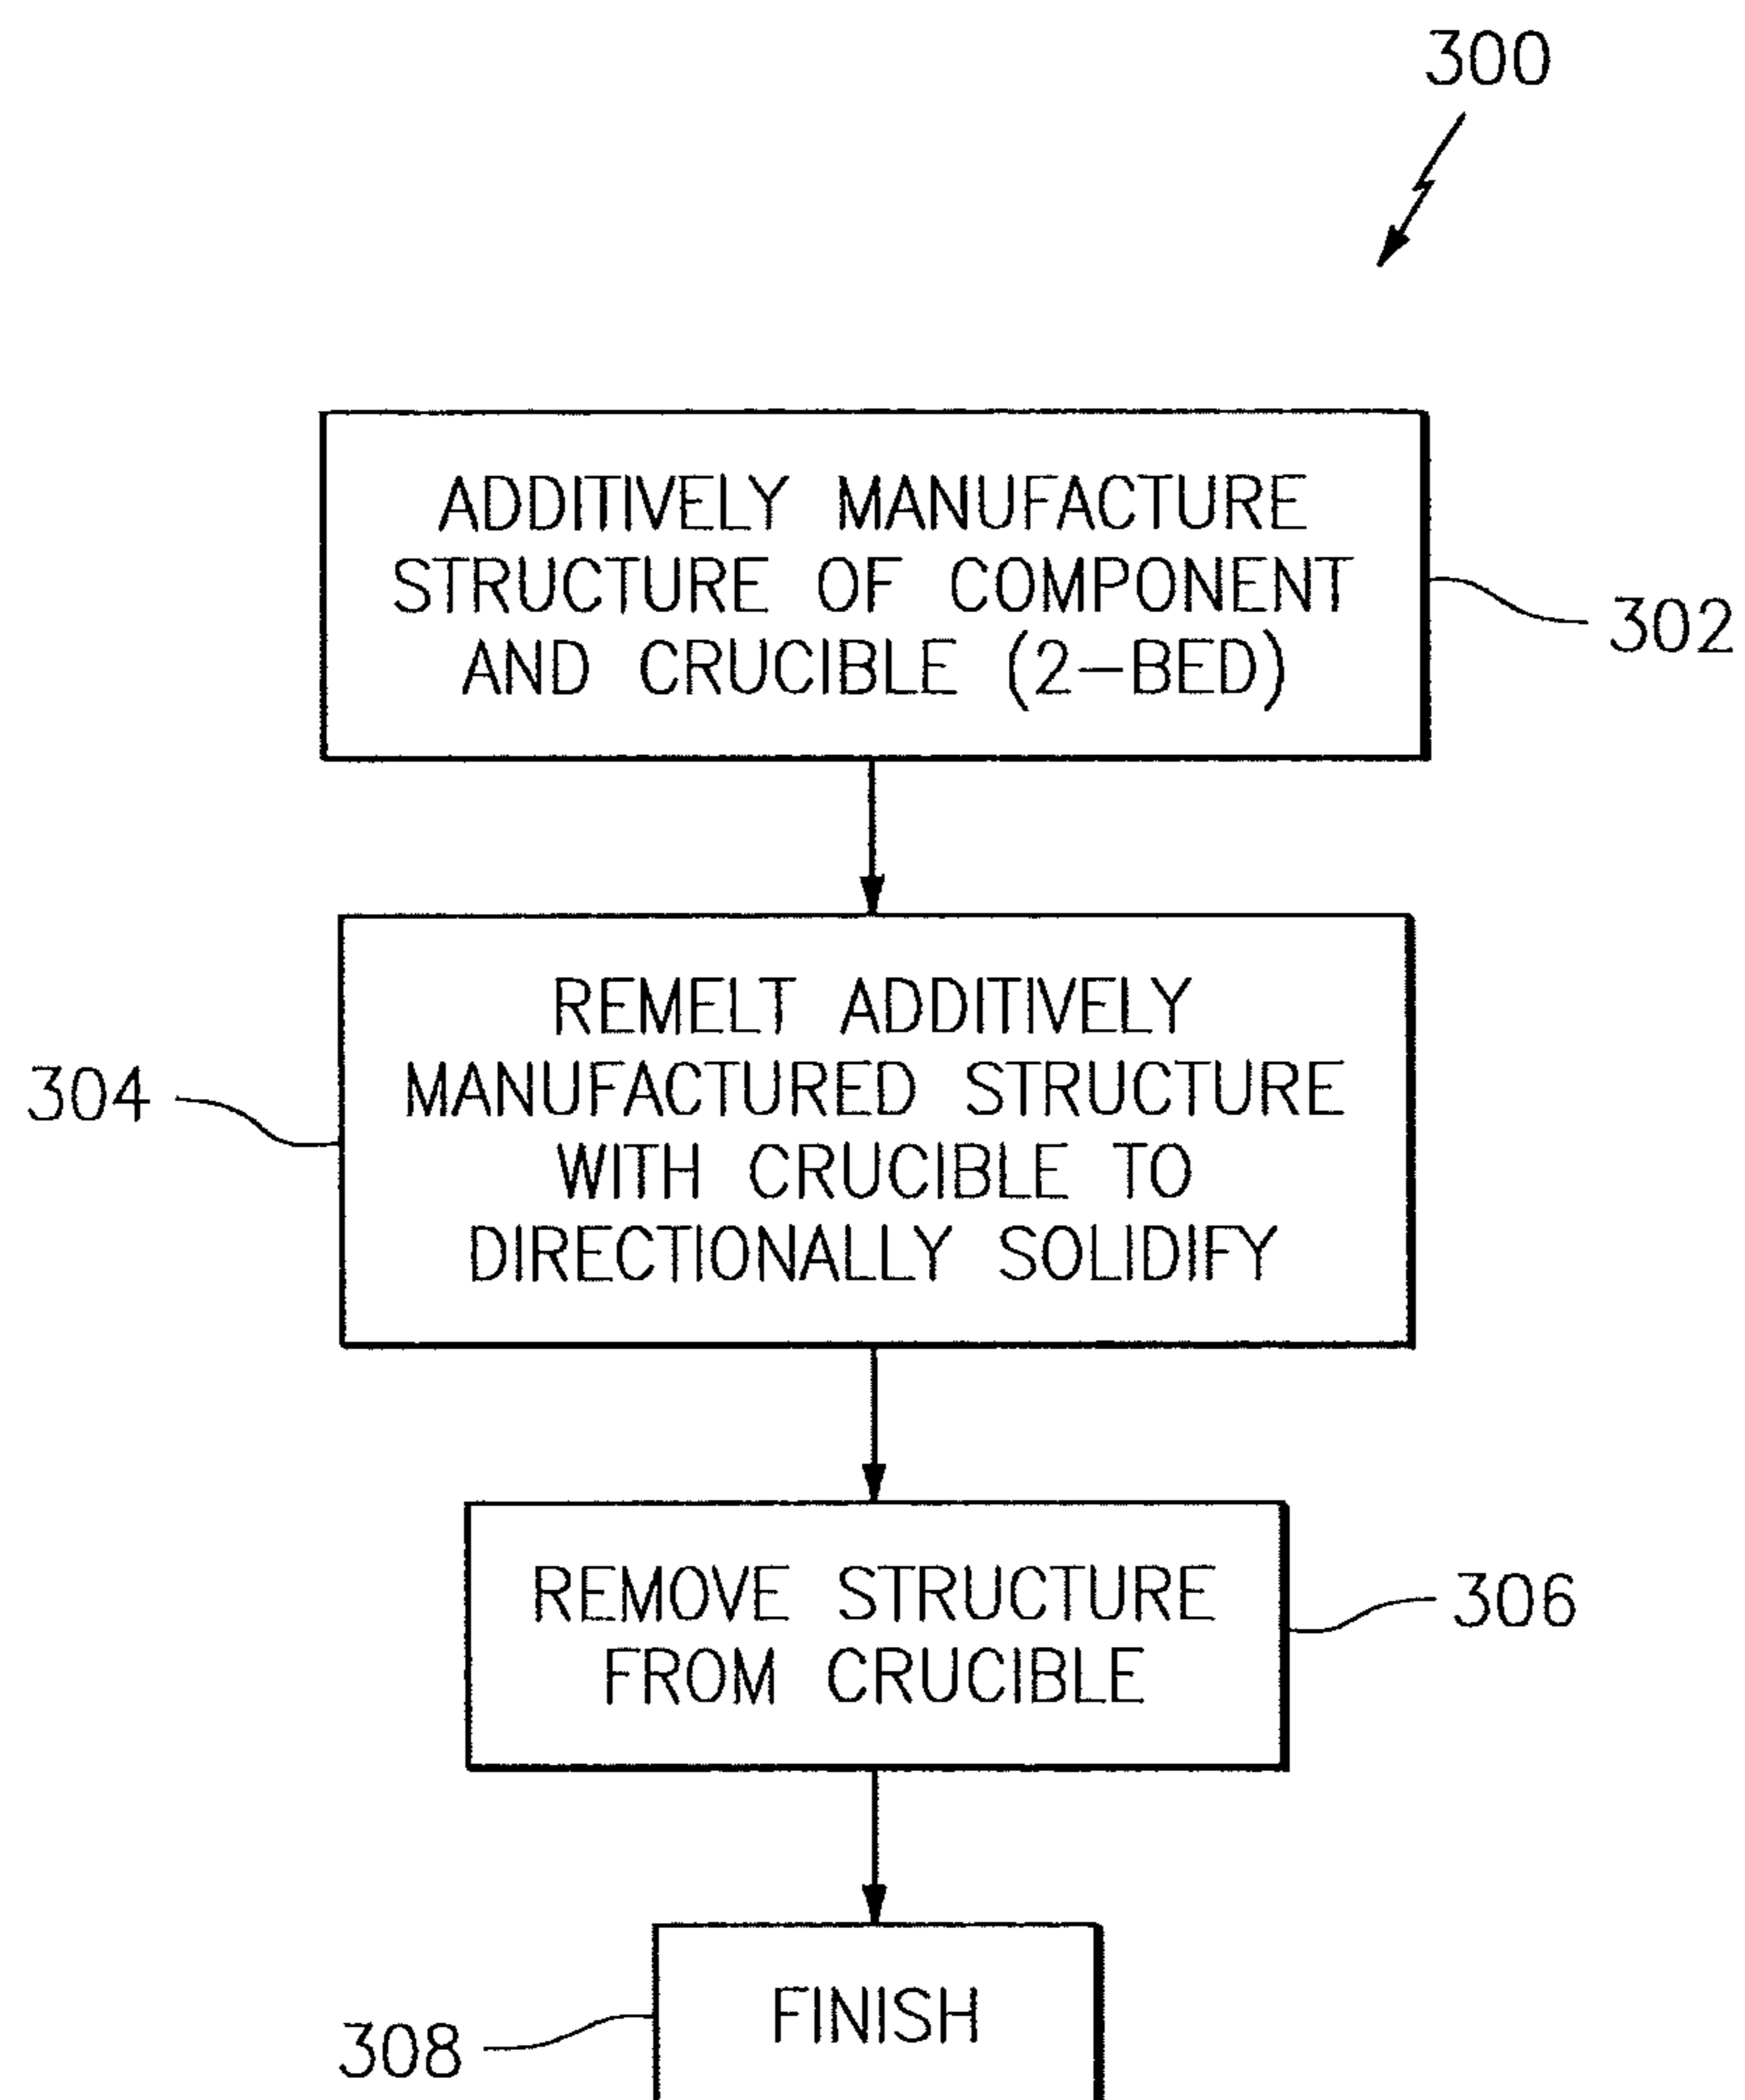 300
ADDITIVELY MANUFACTURE
STRUCTURE OF COMPONENT
AND CRUCIBLE (2-BED)
302
REMELT ADDITIVELY
MANUFACTURED STRUCTURE
WITH CRUCIBLE TO
DIRECTIONALLY SOLIDIFY
304
REMOVE STRUCTURE
FROM CRUCIBLE
306
FINISH
308